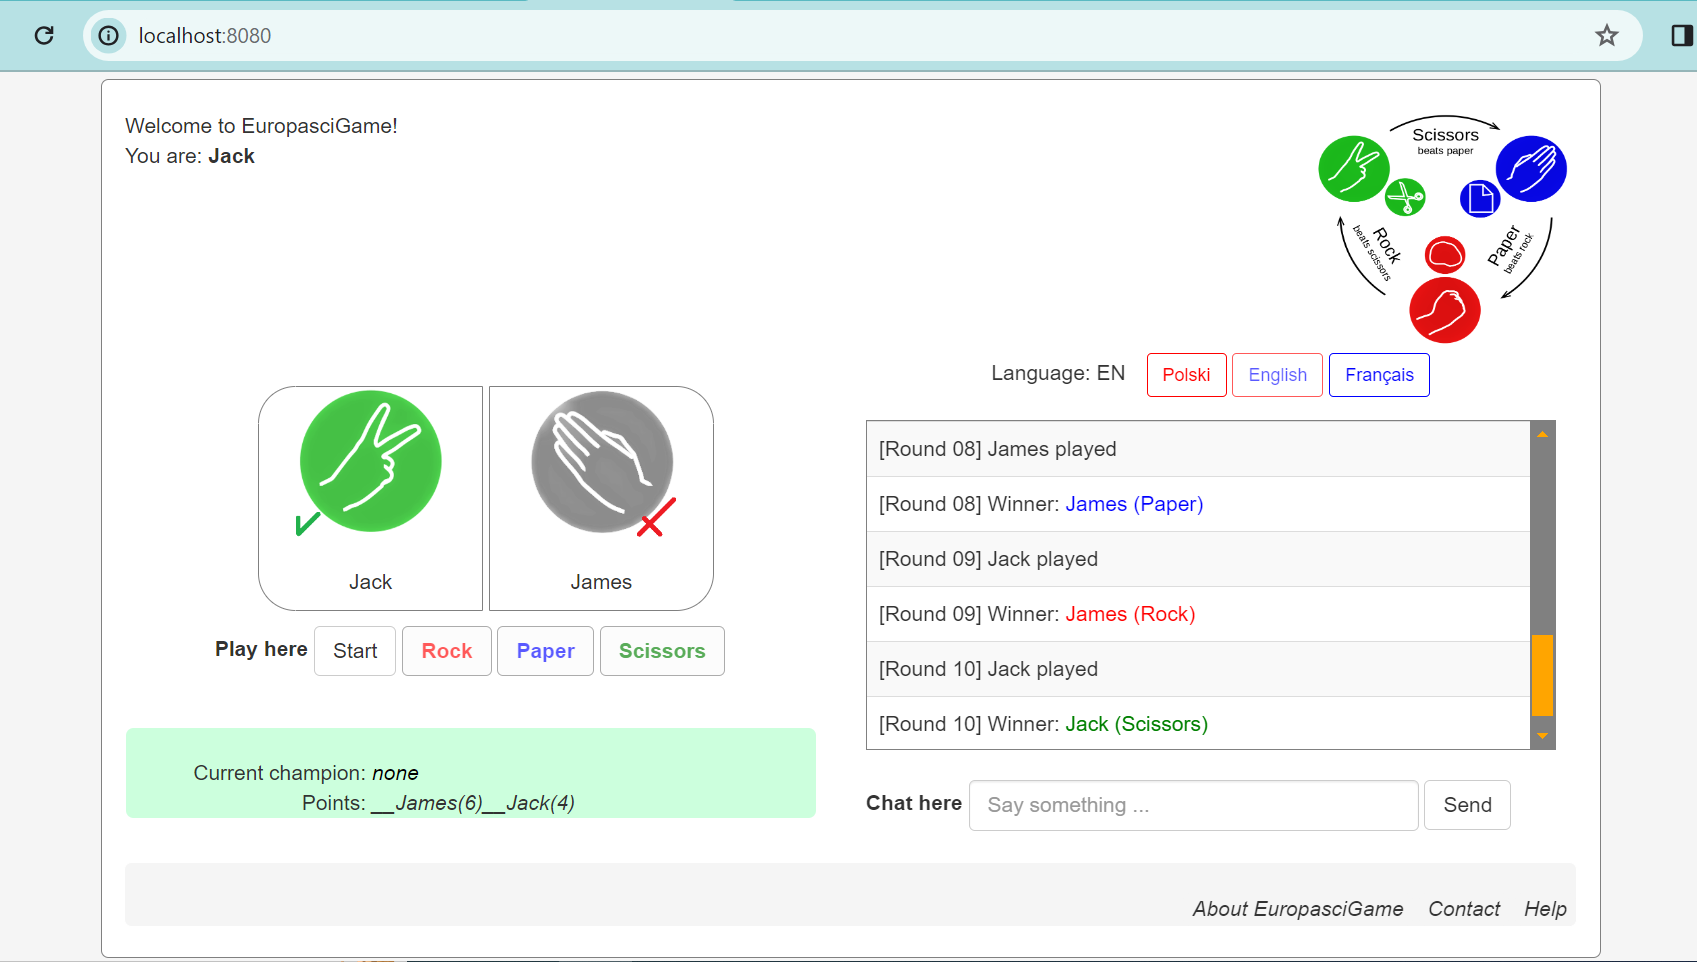 localhost:8080
Welcome to EuropasciGame!
You are: Jack
Scissors
beats paper
Rock
beats scissors
Paper
beats rock
Language: EN Polski English Français
Jack James
Play here Start Rock Paper Scissors
Current champion: none
Points: __James(6)__Jack(4)
[Round 08] James played
[Round 08] Winner: James (Paper)
[Round 09] Jack played
[Round 09] Winner: James (Rock)
[Round 10] Jack played
[Round 10] Winner: Jack (Scissors)
Chat here Say something ... Send
About EuropasciGame Contact Help